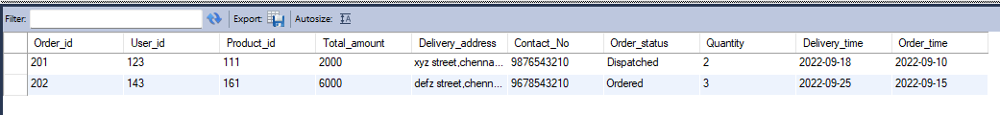 Filter: Export: Autosize:
Order_id User_id Product_id Total_amount Delivery_address Contact_No Order_status Quantity Delivery_time Order_time
201 123 111 2000 xyz street,chenna... 9876543210 Dispatched 2 2022-09-18 2022-09-10
202 143 161 6000 defz street,chenn... 9678543210 Ordered 3 2022-09-25 2022-09-15